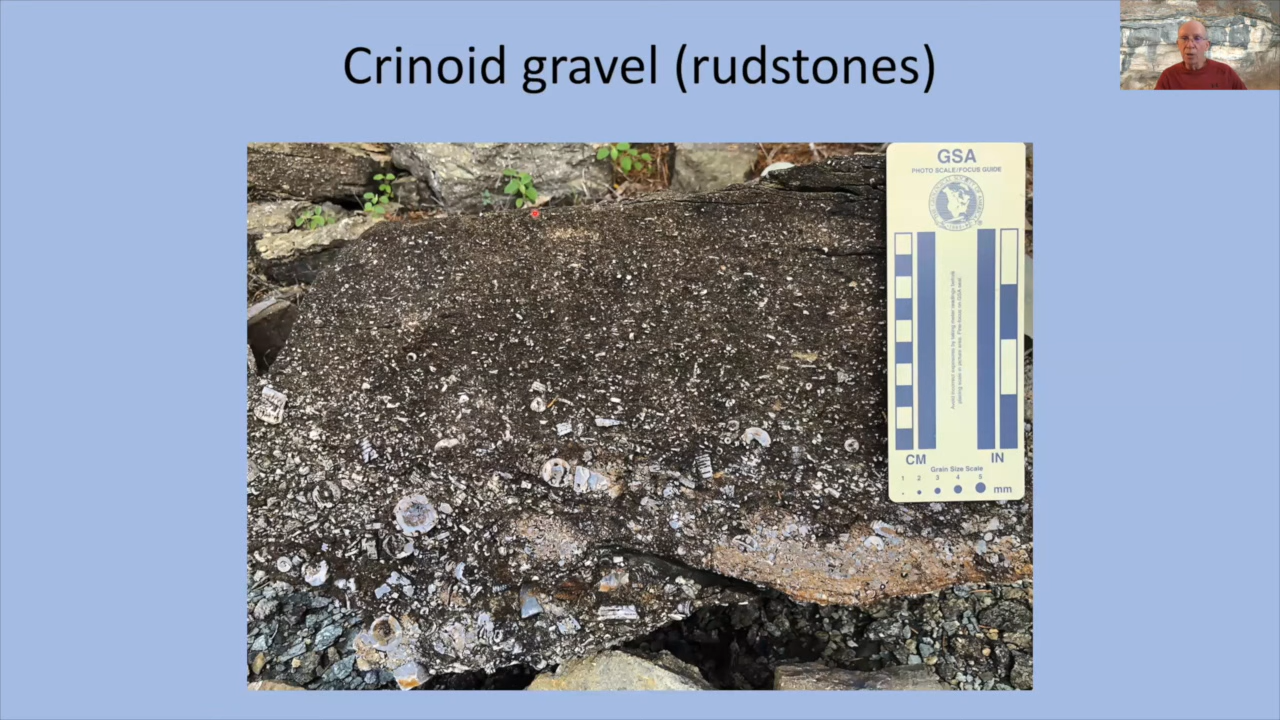 Crinoid gravel (rudstones)
GSA
PHOTO SCALE/FOCUS GUIDE
CM
IN
Grain Size Scale
1 2 3 4 5
mm